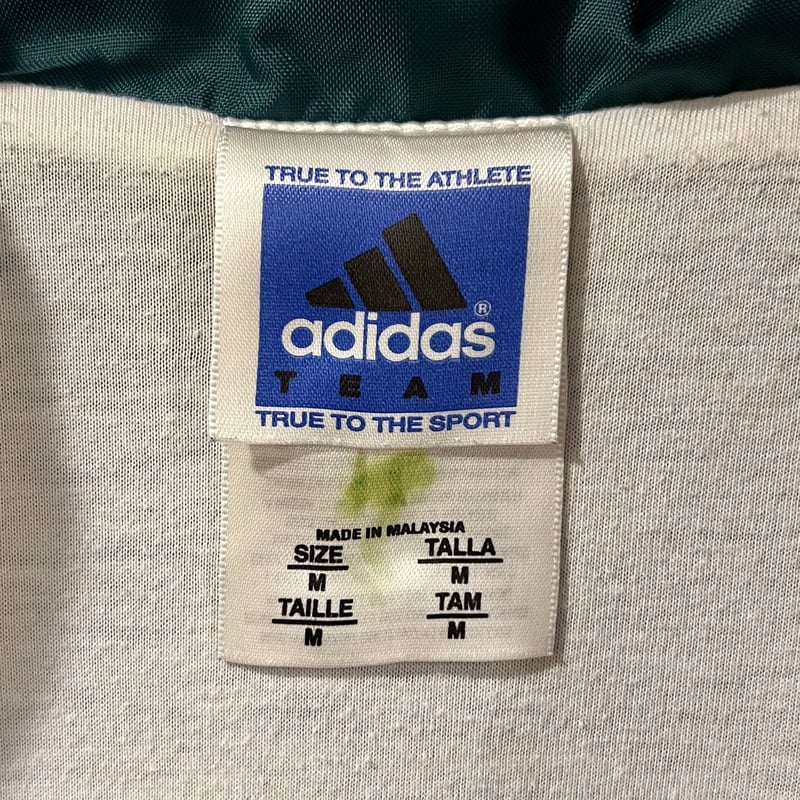 TRUE TO THE ATHLETE
adidas®
TEAM
TRUE TO THE SPORT
MADE IN MALAYSIA
SIZE TALLA
M M
TAILLE TAM
M M